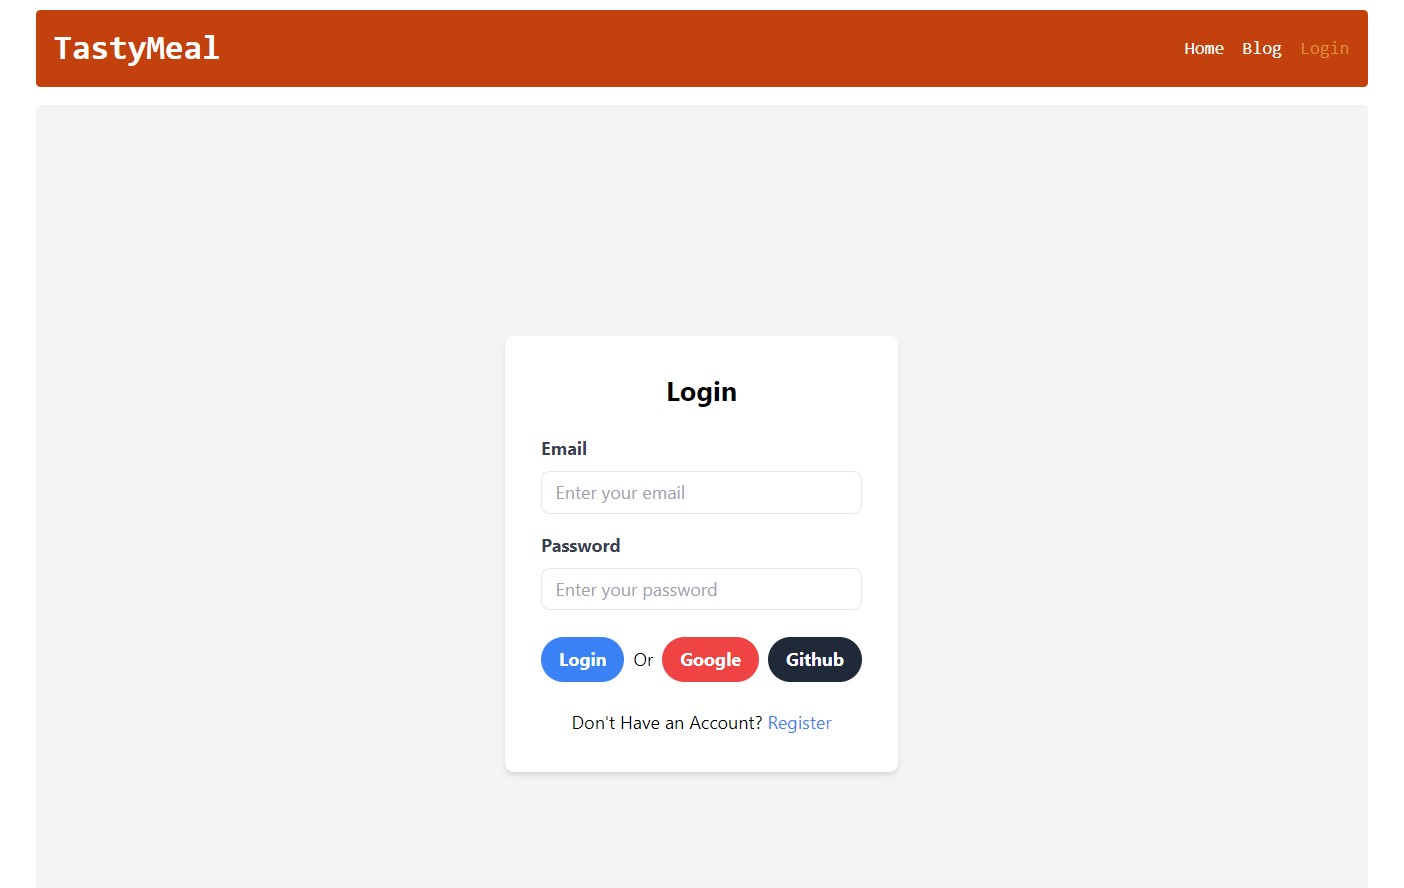 TastyMeal
Home Blog Login
Login
Email
Enter your email
Password
Enter your password
Login Or Google Github
Don't Have an Account? Register